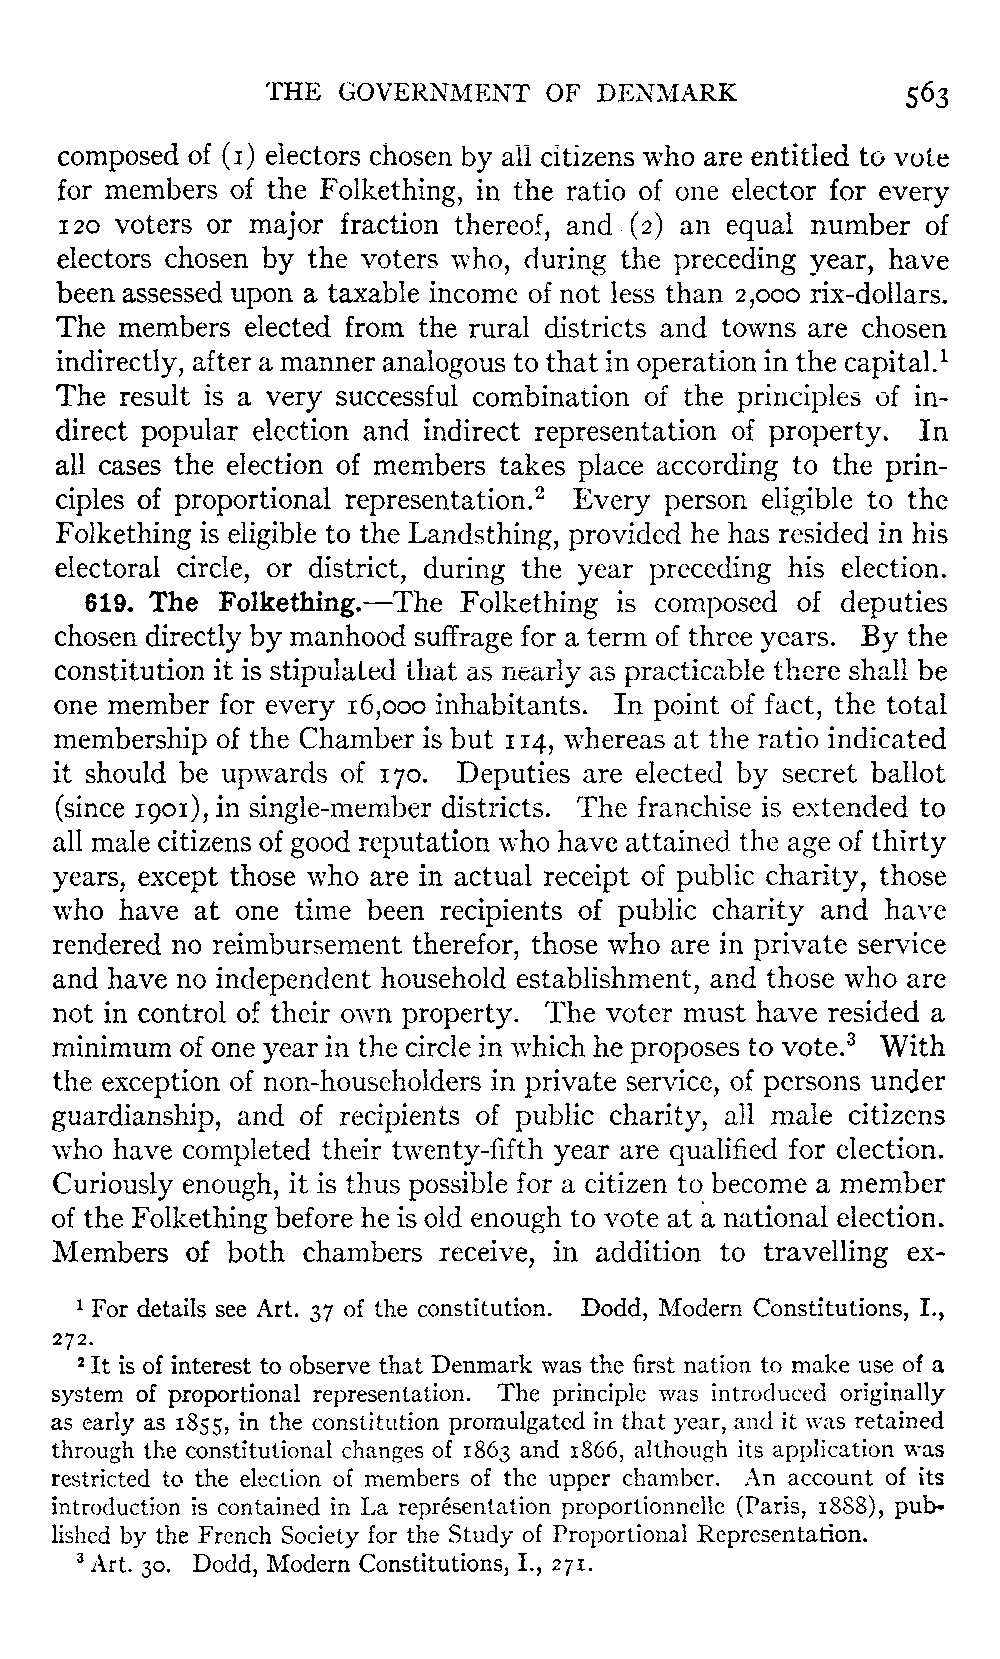 THE GOVERNMENT OF DENMARK 563
composed of (1) electors chosen by all citizens who are entitled to vote
for members of the Folkething, in the ratio of one elector for every
120 voters or major fraction thereof, and (2) an equal number of
electors chosen by the voters who, during the preceding year, have
been assessed upon a taxable income of not less than 2,000 rix-dollars.
The members elected from the rural districts and towns are chosen
indirectly, after a manner analogous to that in operation in the capital.¹
The result is a very successful combination of the principles of in-
direct popular election and indirect representation of property. In
all cases the election of members takes place according to the prin-
ciples of proportional representation.² Every person eligible to the
Folkething is eligible to the Landsthing, provided he has resided in his
electoral circle, or district, during the year preceding his election.
619. The Folkething.—The Folkething is composed of deputies
chosen directly by manhood suffrage for a term of three years. By the
constitution it is stipulated that as nearly as practicable there shall be
one member for every 16,000 inhabitants. In point of fact, the total
membership of the Chamber is but 114, whereas at the ratio indicated
it should be upwards of 170. Deputies are elected by secret ballot
(since 1901), in single-member districts. The franchise is extended to
all male citizens of good reputation who have attained the age of thirty
years, except those who are in actual receipt of public charity, those
who have at one time been recipients of public charity and have
rendered no reimbursement therefor, those who are in private service
and have no independent household establishment, and those who are
not in control of their own property. The voter must have resided a
minimum of one year in the circle in which he proposes to vote.³ With
the exception of non-householders in private service, of persons under
guardianship, and of recipients of public charity, all male citizens
who have completed their twenty-fifth year are qualified for election.
Curiously enough, it is thus possible for a citizen to become a member
of the Folkething before he is old enough to vote at a national election.
Members of both chambers receive, in addition to travelling ex-
¹ For details see Art. 37 of the constitution. Dodd, Modern Constitutions, I.,
272.
² It is of interest to observe that Denmark was the first nation to make use of a
system of proportional representation. The principle was introduced originally
as early as 1855, in the constitution promulgated in that year, and it was retained
through the constitutional changes of 1863 and 1866, although its application was
restricted to the election of members of the upper chamber. An account of its
introduction is contained in La représentation proportionnelle (Paris, 1888), pub-
lished by the French Society for the Study of Proportional Representation.
³ Art. 30. Dodd, Modern Constitutions, I., 271.